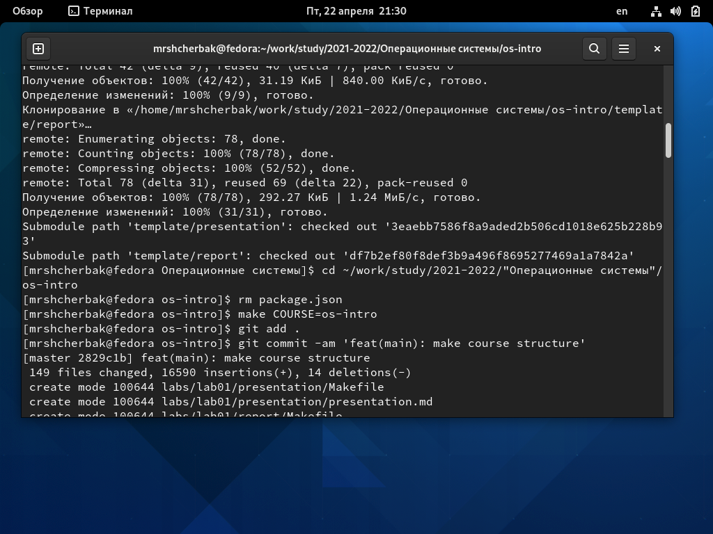 Обзор
Терминал
Пт, 22 апреля 21:30
en
mrshcherbak@fedora:~/work/study/2021-2022/Операционные системы/os-intro
remote: Total 42 (delta 9), reused 40 (delta 7), pack-reused 0
Получение объектов: 100% (42/42), 31.19 КиБ | 840.00 КиБ/с, готово.
Определение изменений: 100% (9/9), готово.
Клонирование в «/home/mrshcherbak/work/study/2021-2022/Операционные системы/os-intro/templat
e/report»…
remote: Enumerating objects: 78, done.
remote: Counting objects: 100% (78/78), done.
remote: Compressing objects: 100% (52/52), done.
remote: Total 78 (delta 31), reused 69 (delta 22), pack-reused 0
Получение объектов: 100% (78/78), 292.27 КиБ | 1.24 МиБ/с, готово.
Определение изменений: 100% (31/31), готово.
Submodule path 'template/presentation': checked out '3eaebb7586f8a9aded2b506cd1018e625b228b9
3'
Submodule path 'template/report': checked out 'df7b2ef80f8def3b9a496f8695277469a1a7842a'
[mrshcherbak@fedora Операционные системы]$ cd ~/work/study/2021-2022/"Операционные системы"/
os-intro
[mrshcherbak@fedora os-intro]$ rm package.json
[mrshcherbak@fedora os-intro]$ make COURSE=os-intro
[mrshcherbak@fedora os-intro]$ git add .
[mrshcherbak@fedora os-intro]$ git commit -am 'feat(main): make course structure'
[master 2829c1b] feat(main): make course structure
 149 files changed, 16590 insertions(+), 14 deletions(-)
 create mode 100644 labs/lab01/presentation/Makefile
 create mode 100644 labs/lab01/presentation/presentation.md
 create mode 100644 labs/lab01/report/Makefile